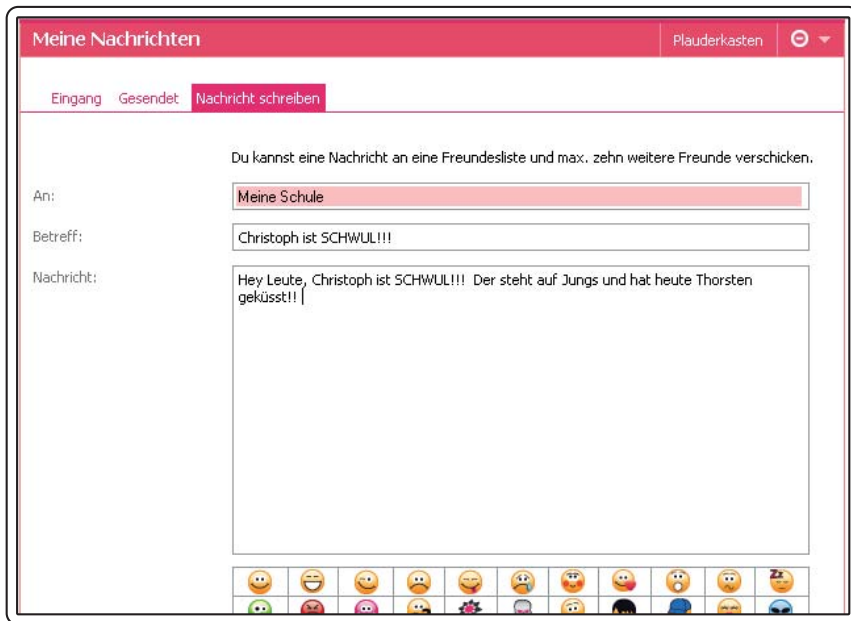 Meine Nachrichten
Plauderkasten
Eingang Gesendet Nachricht schreiben
Du kannst eine Nachricht an eine Freundesliste und max. zehn weitere Freunde verschicken.
An:
Meine Schule
Betreff:
Christoph ist SCHWUL!!!
Nachricht:
Hey Leute, Christoph ist SCHWUL!!! Der steht auf Jungs und hat heute Thorsten
geküsst!!
Zz